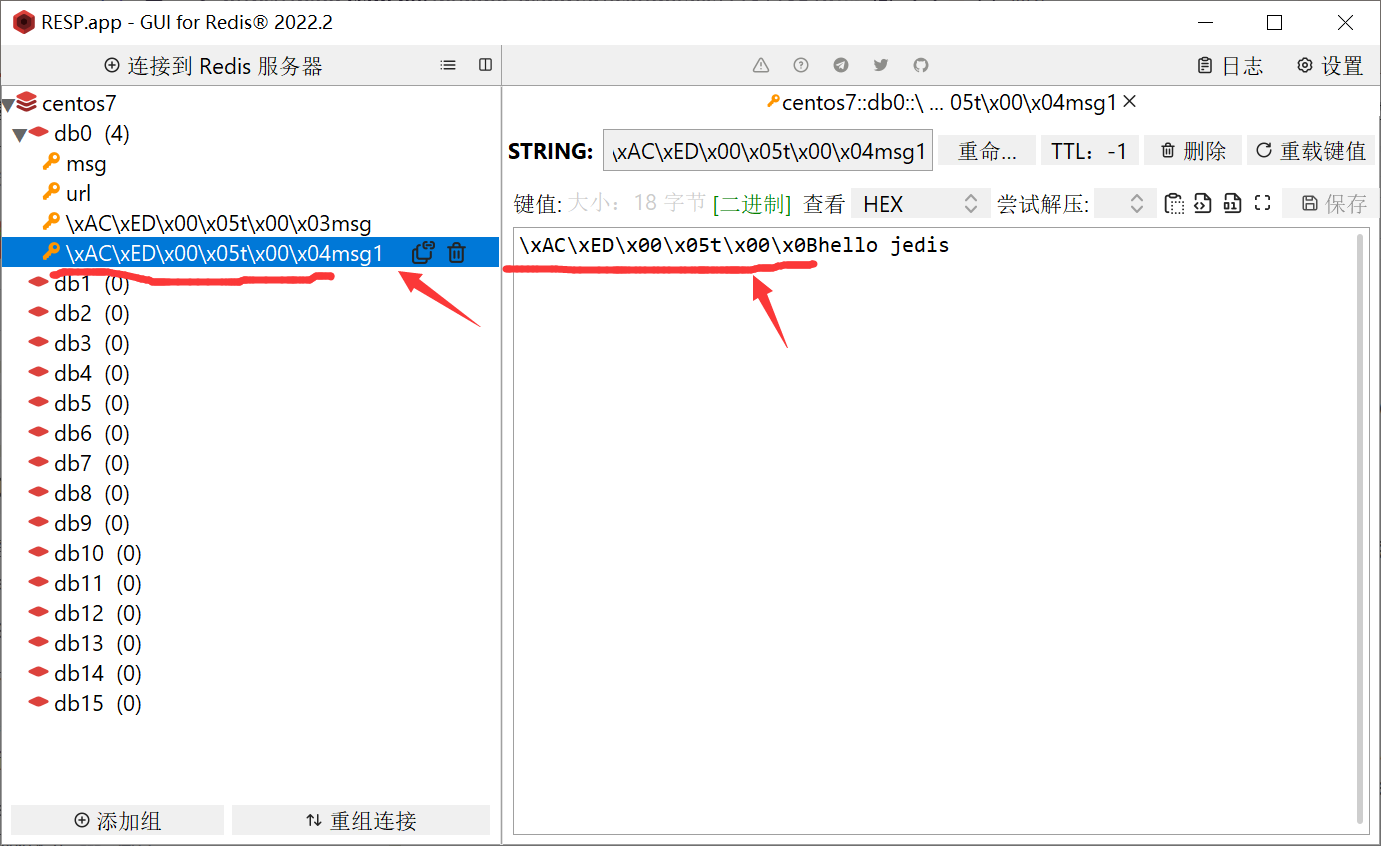 RESP.app - GUI for Redis® 2022.2
连接到 Redis 服务器
日志
设置
centos7
db0 (4)
msg
url
\xAC\xED\x00\x05t\x00\x03msg
\xAC\xED\x00\x05t\x00\x04msg1
db1 (0)
db2 (0)
db3 (0)
db4 (0)
db5 (0)
db6 (0)
db7 (0)
db8 (0)
db9 (0)
db10 (0)
db11 (0)
db12 (0)
db13 (0)
db14 (0)
db15 (0)
添加组
重组连接
centos7::db0::\ ... 05t\x00\x04msg1
STRING: \xAC\xED\x00\x05t\x00\x04msg1 重命... TTL: -1 删除 重载键值
键值: 大小: 18 字节 [二进制] 查看 HEX 尝试解压: 保存
\xAC\xED\x00\x05t\x00\x0Bhello jedis